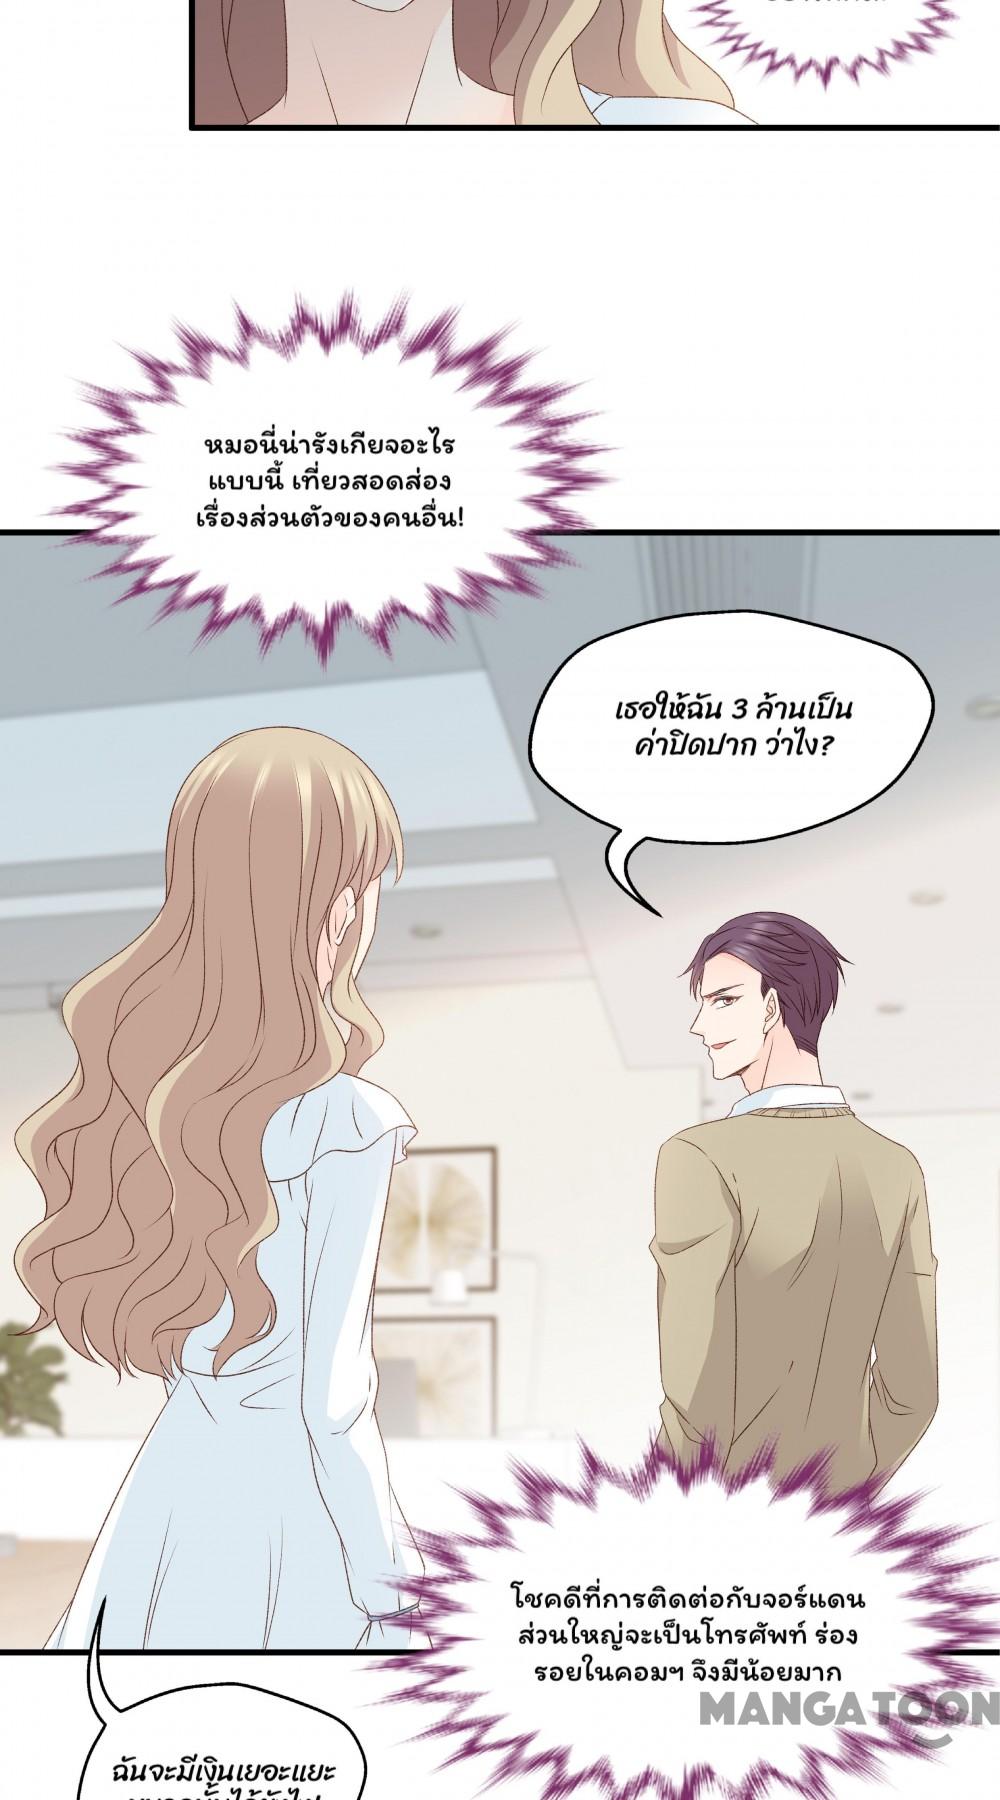 หมอนี่น่ารังเกียจอะไร
แบบนี้ เที่ยวสอดส่อง
เรื่องส่วนตัวของคนอื่น!
เธอให้ฉัน 3 ล้านเป็น
ค่าปิดปาก ว่าไง?
โชคดีที่การติดต่อกับจอร์แดน
ส่วนใหญ่จะเป็นโทรศัพท์ ร่อง
รอยในคอมฯ จึงมีน้อยมาก
MANGATOON
ฉันจะมีเงินเยอะแยะ